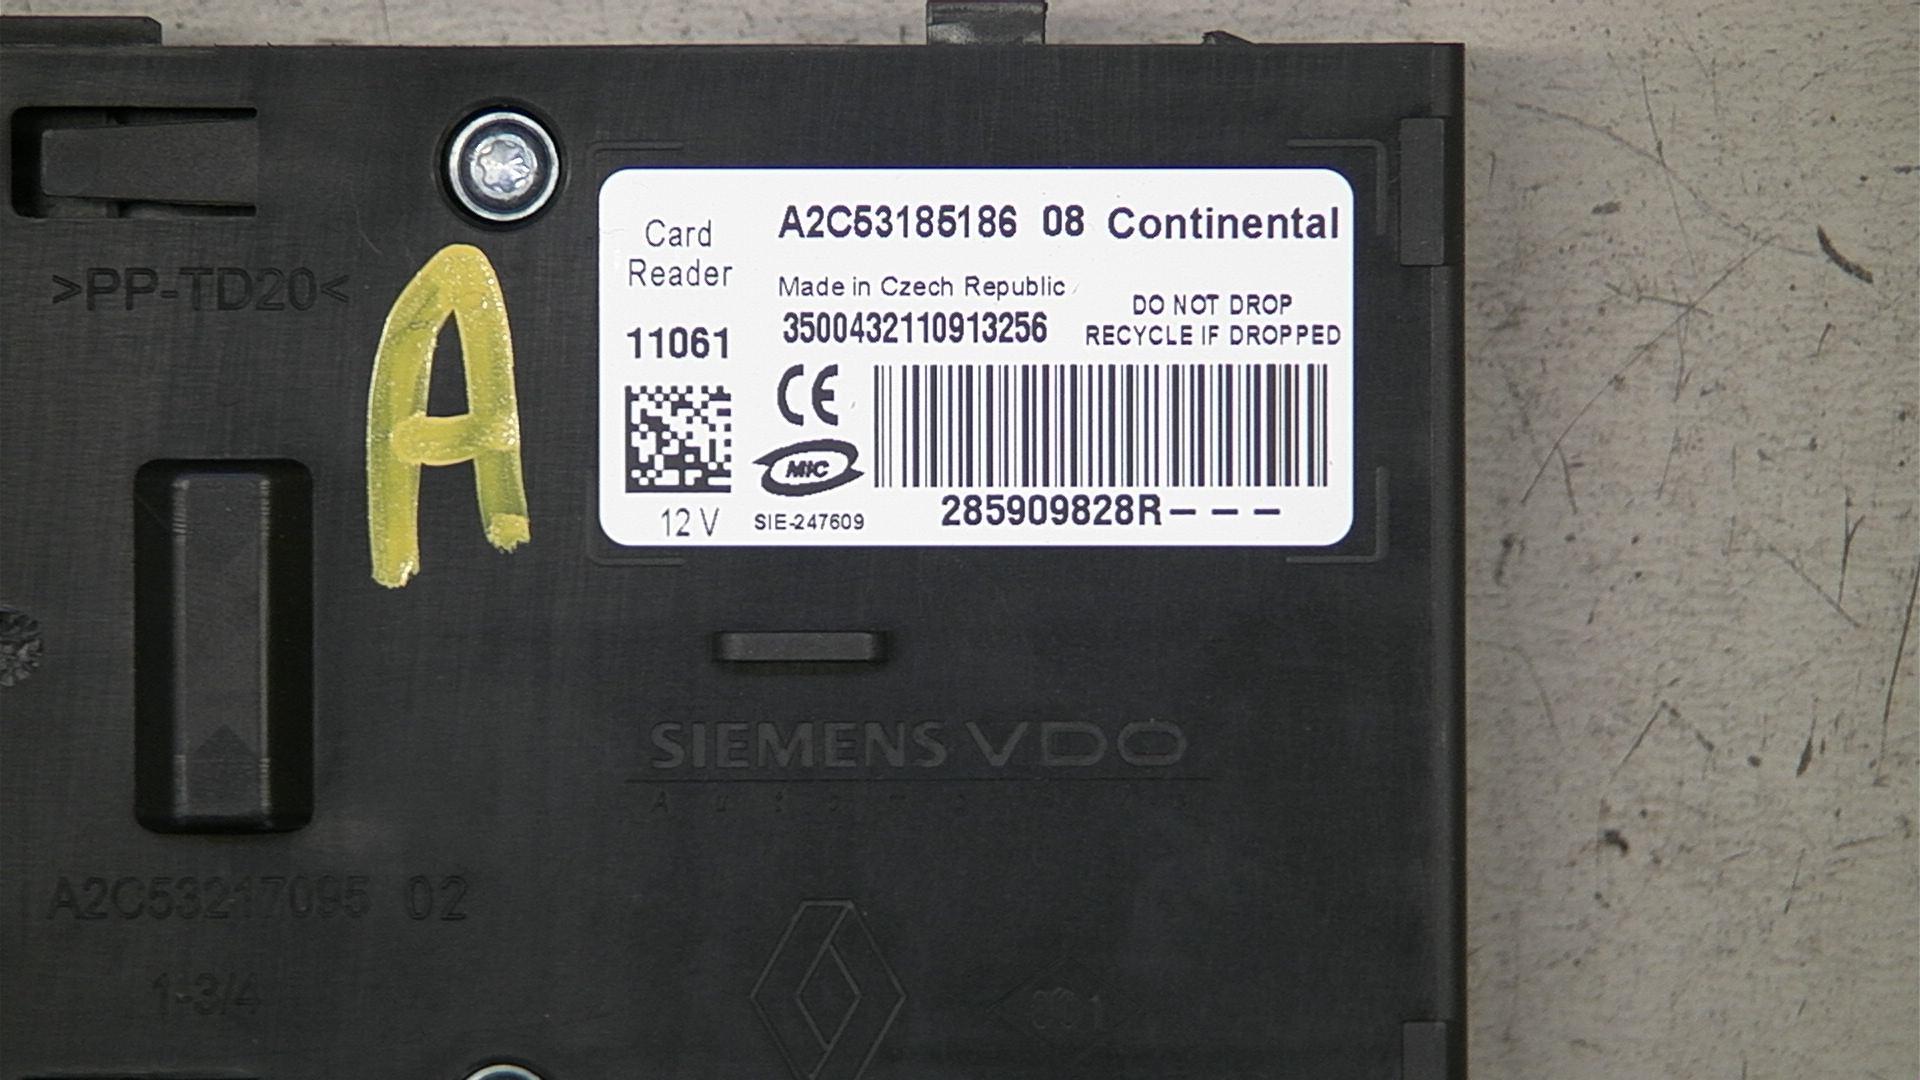 >PP-TD20<
A
Card
Reader
11061
12 V
A2C53185186 08 Continental
Made in Czech Republic
3500432110913256
DO NOT DROP
RECYCLE IF DROPPED
CE
MIC
SIE-247609
285909828R---
SIEMENS VDO
Automotive
A2C53217095 02
1-3/4